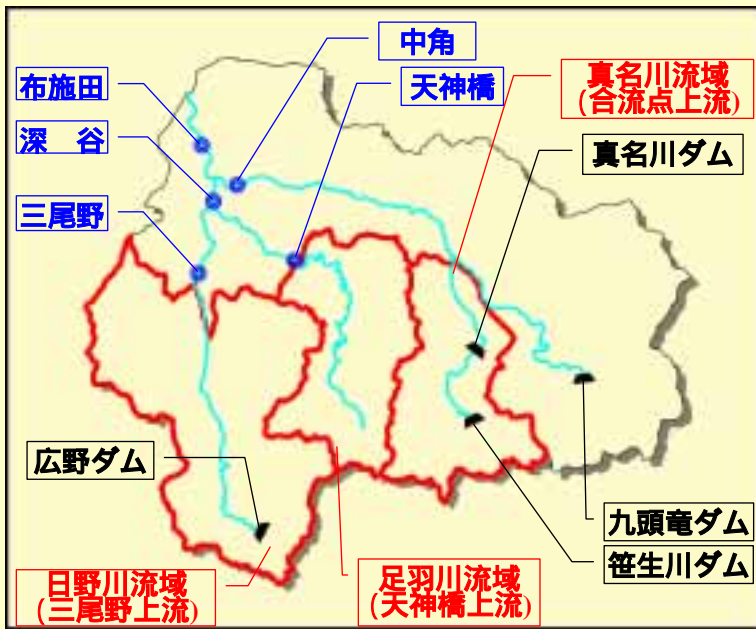 中角
布施田
天神橋
真名川流域
(合流点上流)
深　谷
真名川ダム
三尾野
広野ダム
九頭竜ダム
笹生川ダム
日野川流域
(三尾野上流)
足羽川流域
(天神橋上流)